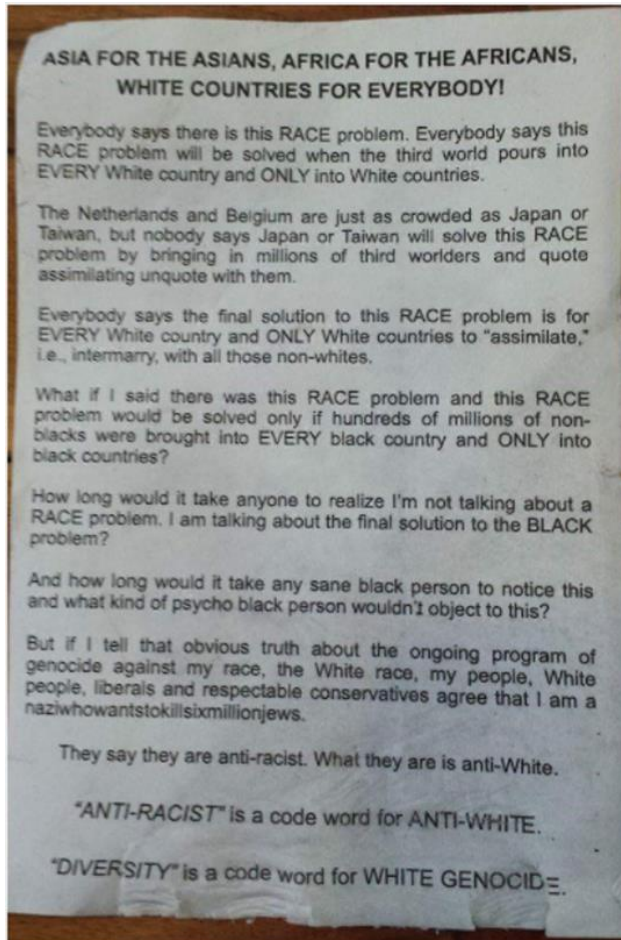 ASIA FOR THE ASIANS, AFRICA FOR THE AFRICANS,
WHITE COUNTRIES FOR EVERYBODY!
Everybody says there is this RACE problem. Everybody says this
RACE problem will be solved when the third world pours into
EVERY White country and ONLY into White countries.
The Netherlands and Belgium are just as crowded as Japan or
Taiwan, but nobody says Japan or Taiwan will solve this RACE
problem by bringing in millions of third worlders and quote
assimilating unquote with them.
Everybody says the final solution to this RACE problem is for
EVERY White country and ONLY White countries to "assimilate,"
i.e., intermarry, with all those non-whites.
What if I said there was this RACE problem and this RACE
problem would be solved only if hundreds of millions of non-
blacks were brought into EVERY black country and ONLY into
black countries?
How long would it take anyone to realize I'm not talking about a
RACE problem. I am talking about the final solution to the BLACK
problem?
And how long would it take any sane black person to notice this
and what kind of psycho black person wouldn't object to this?
But if I tell that obvious truth about the ongoing program of
genocide against my race, the White race, my people, White
people, liberals and respectable conservatives agree that I am a
naziwhowantstokillsixmillionjews.
They say they are anti-racist. What they are is anti-White.
"ANTI-RACIST" is a code word for ANTI-WHITE.
"DIVERSITY" is a code word for WHITE GENOCIDE.